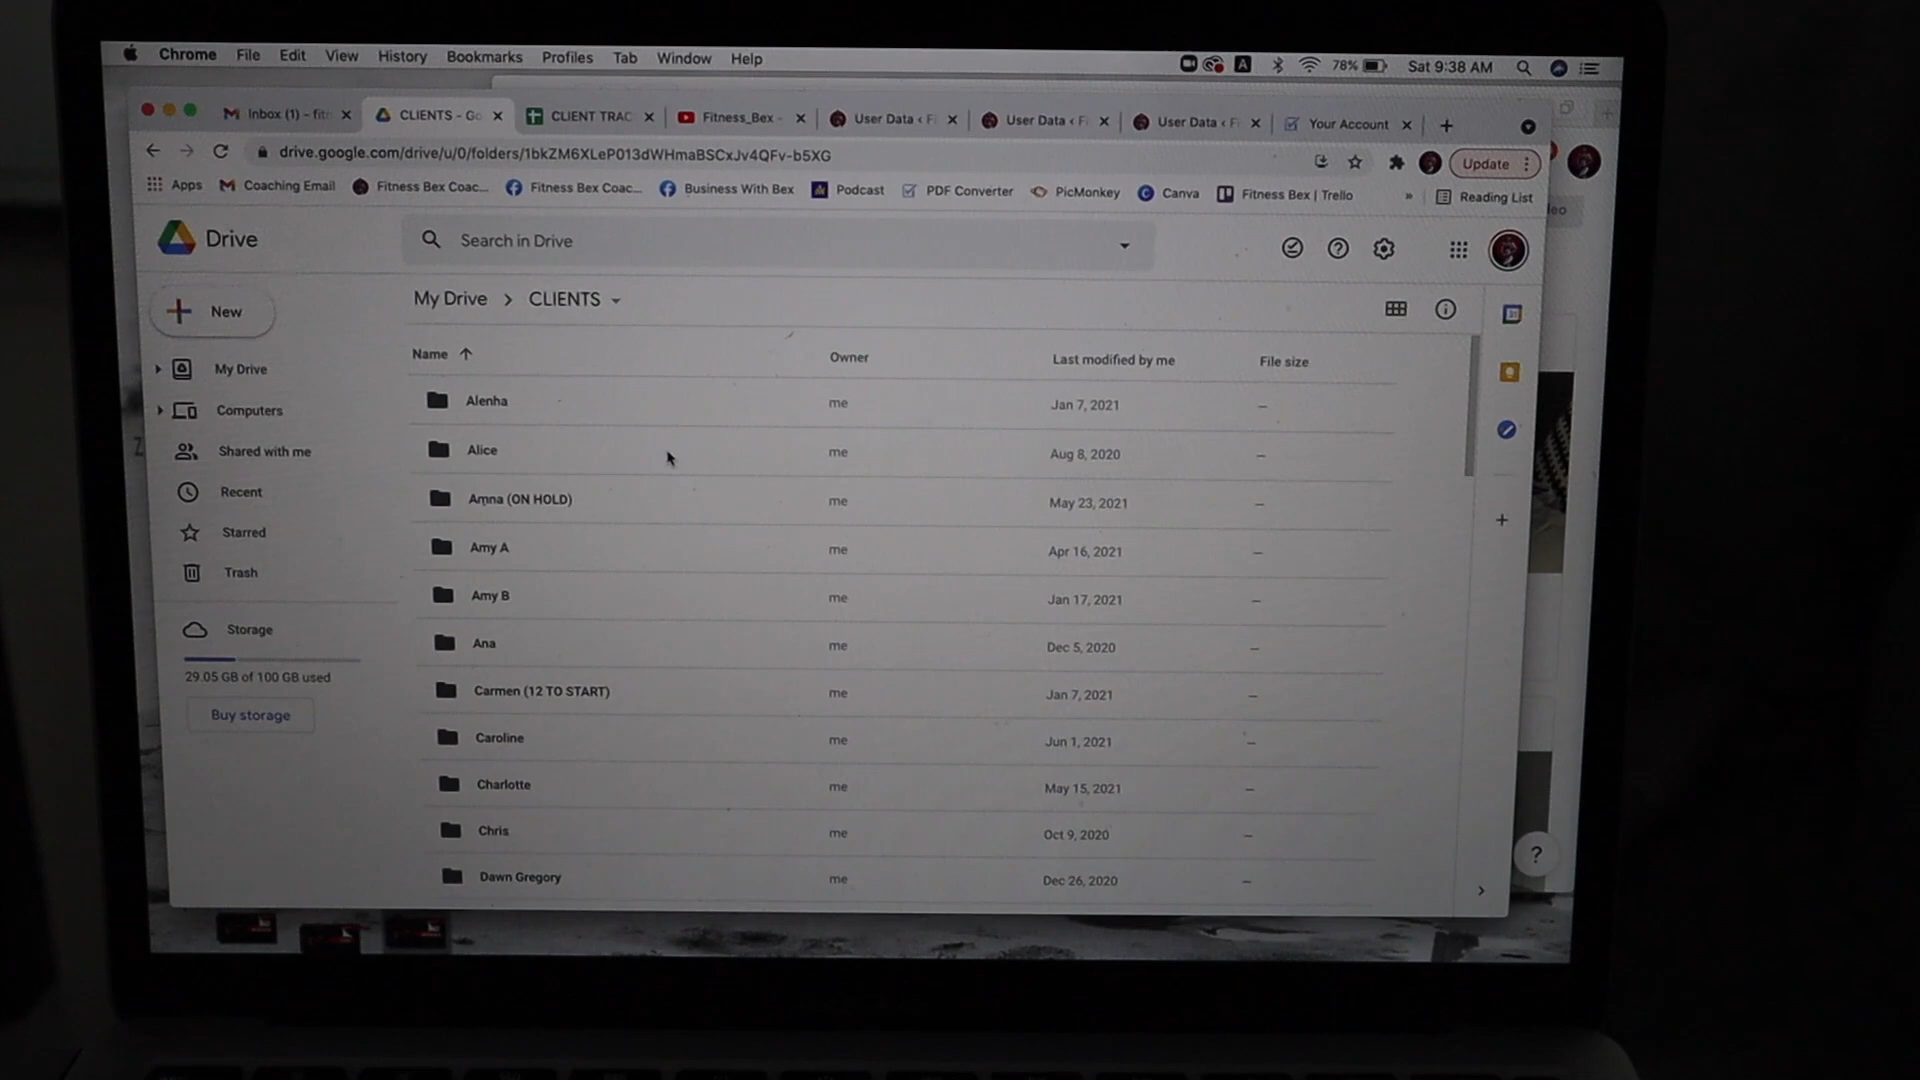 Chrome File Edit View History Bookmarks Profiles Tab Window Help 78% Sat 9:38 AM
Inbox (1) - fitn CLIENTS - Go CLIENT TRAC Fitness_Bex - User Data ‹ Fi User Data ‹ Fi User Data ‹ Fi Your Account
drive.google.com/drive/u/0/folders/1bkZM6XLeP013dWHmaBSCxJv4QFv-b5XG Update
Apps Coaching Email Fitness Bex Coac... Fitness Bex Coac... Business With Bex Podcast PDF Converter PicMonkey Canva Fitness Bex | Trello » Reading List
Drive Search in Drive
New
My Drive
Computers
Shared with me
Recent
Starred
Trash
Storage
29.05 GB of 100 GB used
Buy storage
My Drive > CLIENTS
Name Owner Last modified by me File size
Alenha me Jan 7, 2021 –
Alice me Aug 8, 2020 –
Amna (ON HOLD) me May 23, 2021 –
Amy A me Apr 16, 2021 –
Amy B me Jan 17, 2021 –
Ana me Dec 5, 2020 –
Carmen (12 TO START) me Jan 7, 2021 –
Caroline me Jun 1, 2021 –
Charlotte me May 15, 2021 –
Chris me Oct 9, 2020 –
Dawn Gregory me Dec 26, 2020 –